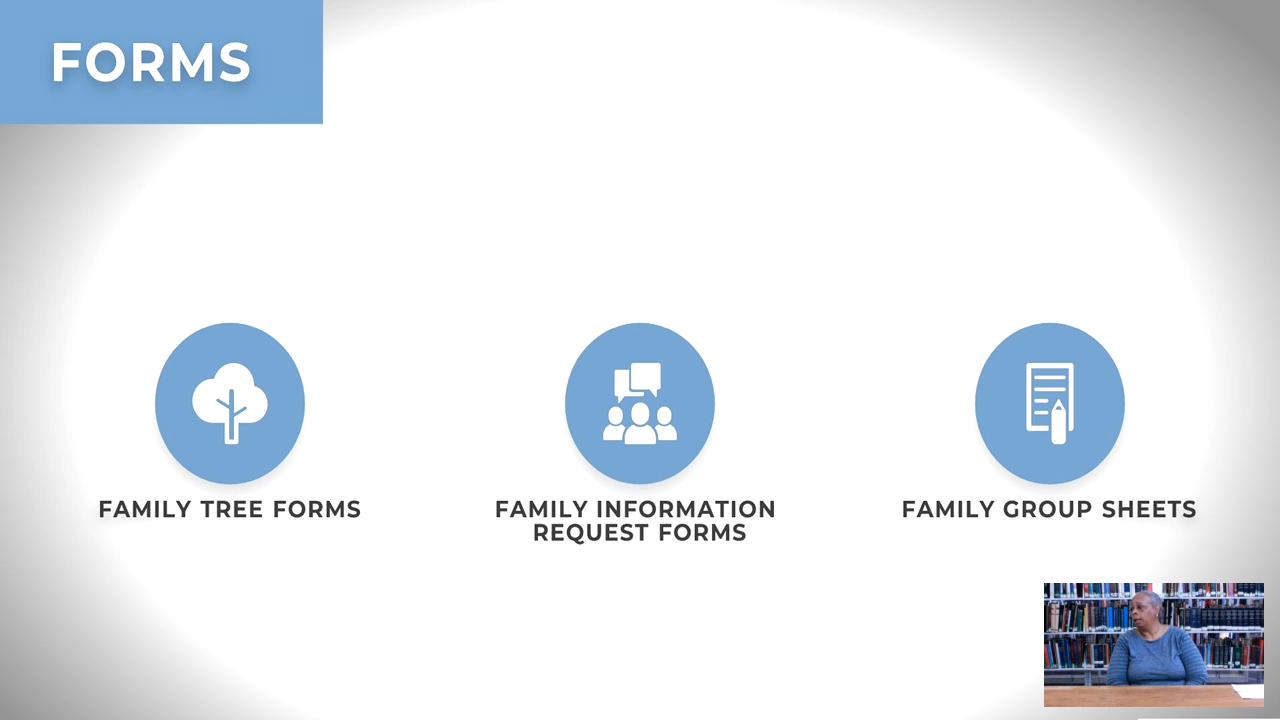 FORMS
FAMILY TREE FORMS
FAMILY INFORMATION
REQUEST FORMS
FAMILY GROUP SHEETS